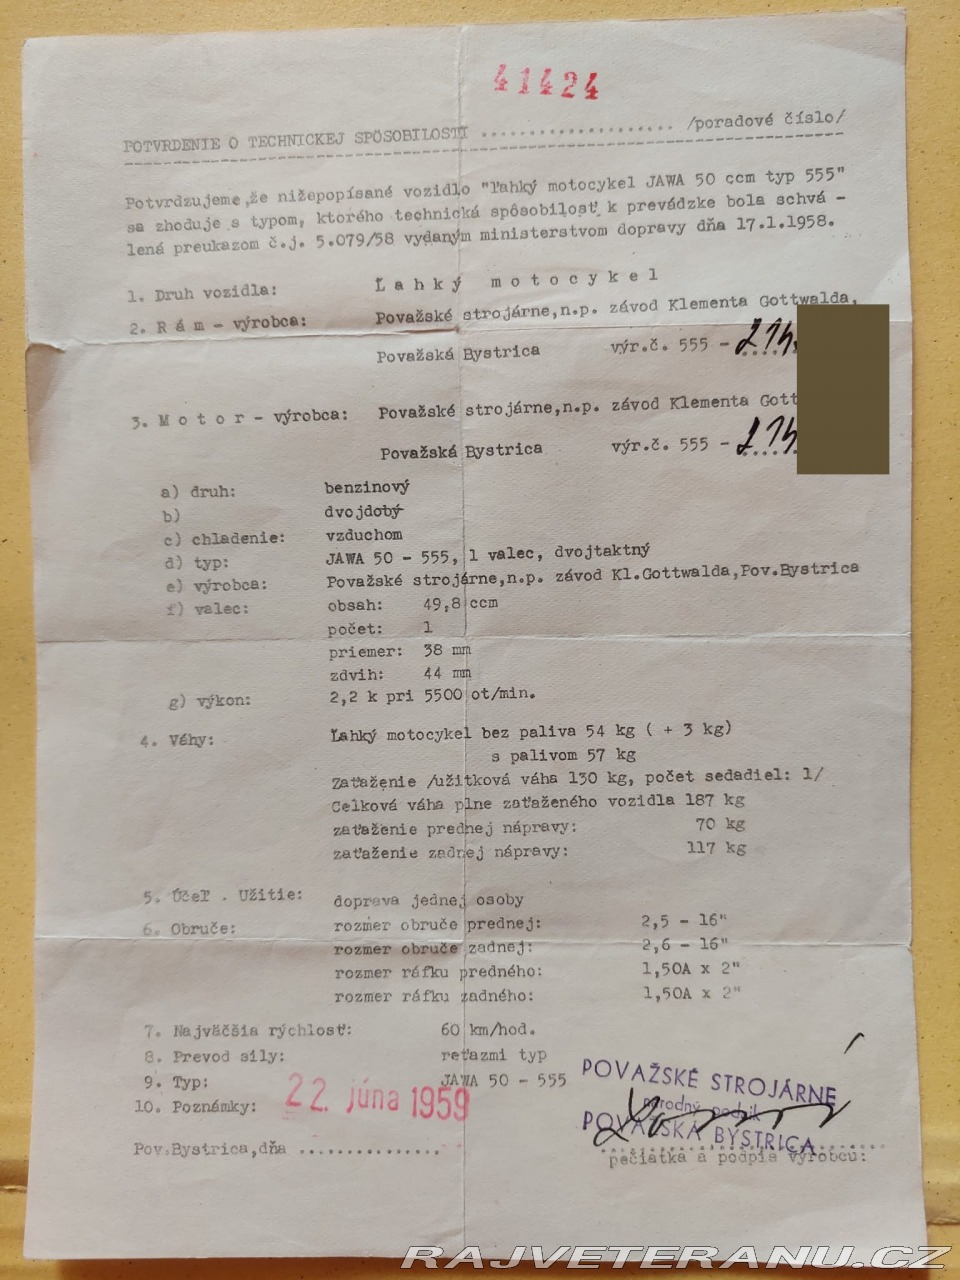 41424
POTVRDENIE O TECHNICKEJ SPÔSOBILOSTI .................... /poradové číslo/
Potvrdzujeme,že nižepopísané vozidlo "ľahký motocykel JAWA 50 ccm typ 555"
sa zhoduje s typom, ktorého technická spôsobilosť k prevádzke bola schvá -
lená preukazom č.j. 5.079/58 vydaným ministerstvom dopravy dňa 17.1.1958.
1. Druh vozidla: Ľ a h k ý m o t o c y k e l
2. R á m - výrobca: Považské strojárne,n.p. závod Klementa Gottwalda,
Považská Bystrica výr.č. 555 -
3. M o t o r - výrobca: Považské strojárne,n.p. závod Klementa Gott
Považská Bystrica výr.č. 555 -
a) druh: benzinový
b) dvojdobý
c) chladenie: vzduchom
d) typ: JAWA 50 - 555, 1 valec, dvojtaktný
e) výrobca: Považské strojárne,n.p. závod Kl.Gottwalda,Pov.Bystrica
f) valec: obsah: 49,8 ccm
počet: 1
priemer: 38 mm
zdvih: 44 mm
g) výkon: 2,2 k pri 5500 ot/min.
4. Váhy: Ľahký motocykel bez paliva 54 kg ( + 3 kg)
s palivom 57 kg
Zaťaženie /užitková váha 130 kg, počet sedadiel: 1/
Celková váha plne zaťaženého vozidla 187 kg
zaťaženie prednej nápravy: 70 kg
zaťaženie zadnej nápravy: 117 kg
5. Účeľ . Užitie: doprava jednej osoby
6. Obruče: rozmer obruče prednej: 2,5 - 16"
rozmer obruče zadnej: 2,6 - 16"
rozmer ráfku predného: 1,50A x 2"
rozmer ráfku zadného: 1,50A x 2"
7. Najväčšia rýchlosť: 60 km/hod.
8. Prevod sily: reťazmi typ
9. Typ: JAWA 50 - 555
10. Poznámky:
22. júna 1959
POVAŽSKÉ STROJÁRNE
národný podnik
POVAŽSKÁ BYSTRICA
Pov.Bystrica,dňa ..............
pečiatka a podpis výrobcu:
RAJVETERANU.CZ